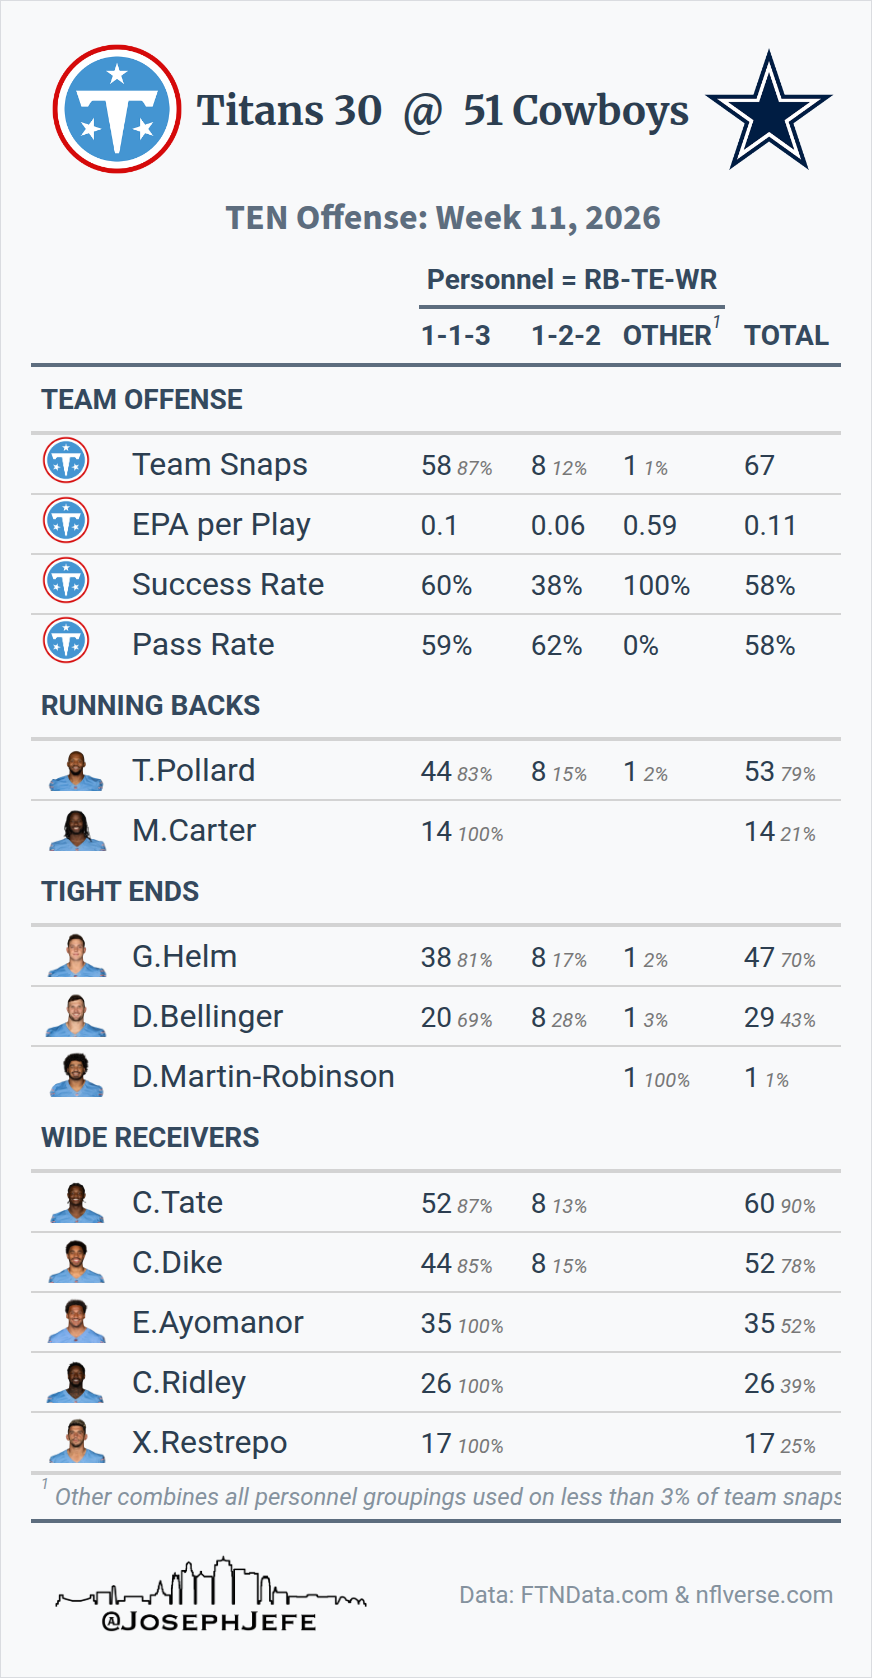 Titans 30 @ 51 Cowboys
TEN Offense: Week 11, 2026
Personnel = RB-TE-WR
1-1-3 1-2-2 OTHER1 TOTAL
TEAM OFFENSE
Team Snaps 58 87% 8 12% 1 1% 67
EPA per Play 0.1 0.06 0.59 0.11
Success Rate 60% 38% 100% 58%
Pass Rate 59% 62% 0% 58%
RUNNING BACKS
T.Pollard 44 83% 8 15% 1 2% 53 79%
M.Carter 14 100% 14 21%
TIGHT ENDS
G.Helm 38 81% 8 17% 1 2% 47 70%
D.Bellinger 20 69% 8 28% 1 3% 29 43%
D.Martin-Robinson 1 100% 1 1%
WIDE RECEIVERS
C.Tate 52 87% 8 13% 60 90%
C.Dike 44 85% 8 15% 52 78%
E.Ayomanor 35 100% 35 52%
C.Ridley 26 100% 26 39%
X.Restrepo 17 100% 17 25%
1 Other combines all personnel groupings used on less than 3% of team snaps
@JosephJefe
Data: FTNData.com & nflverse.com